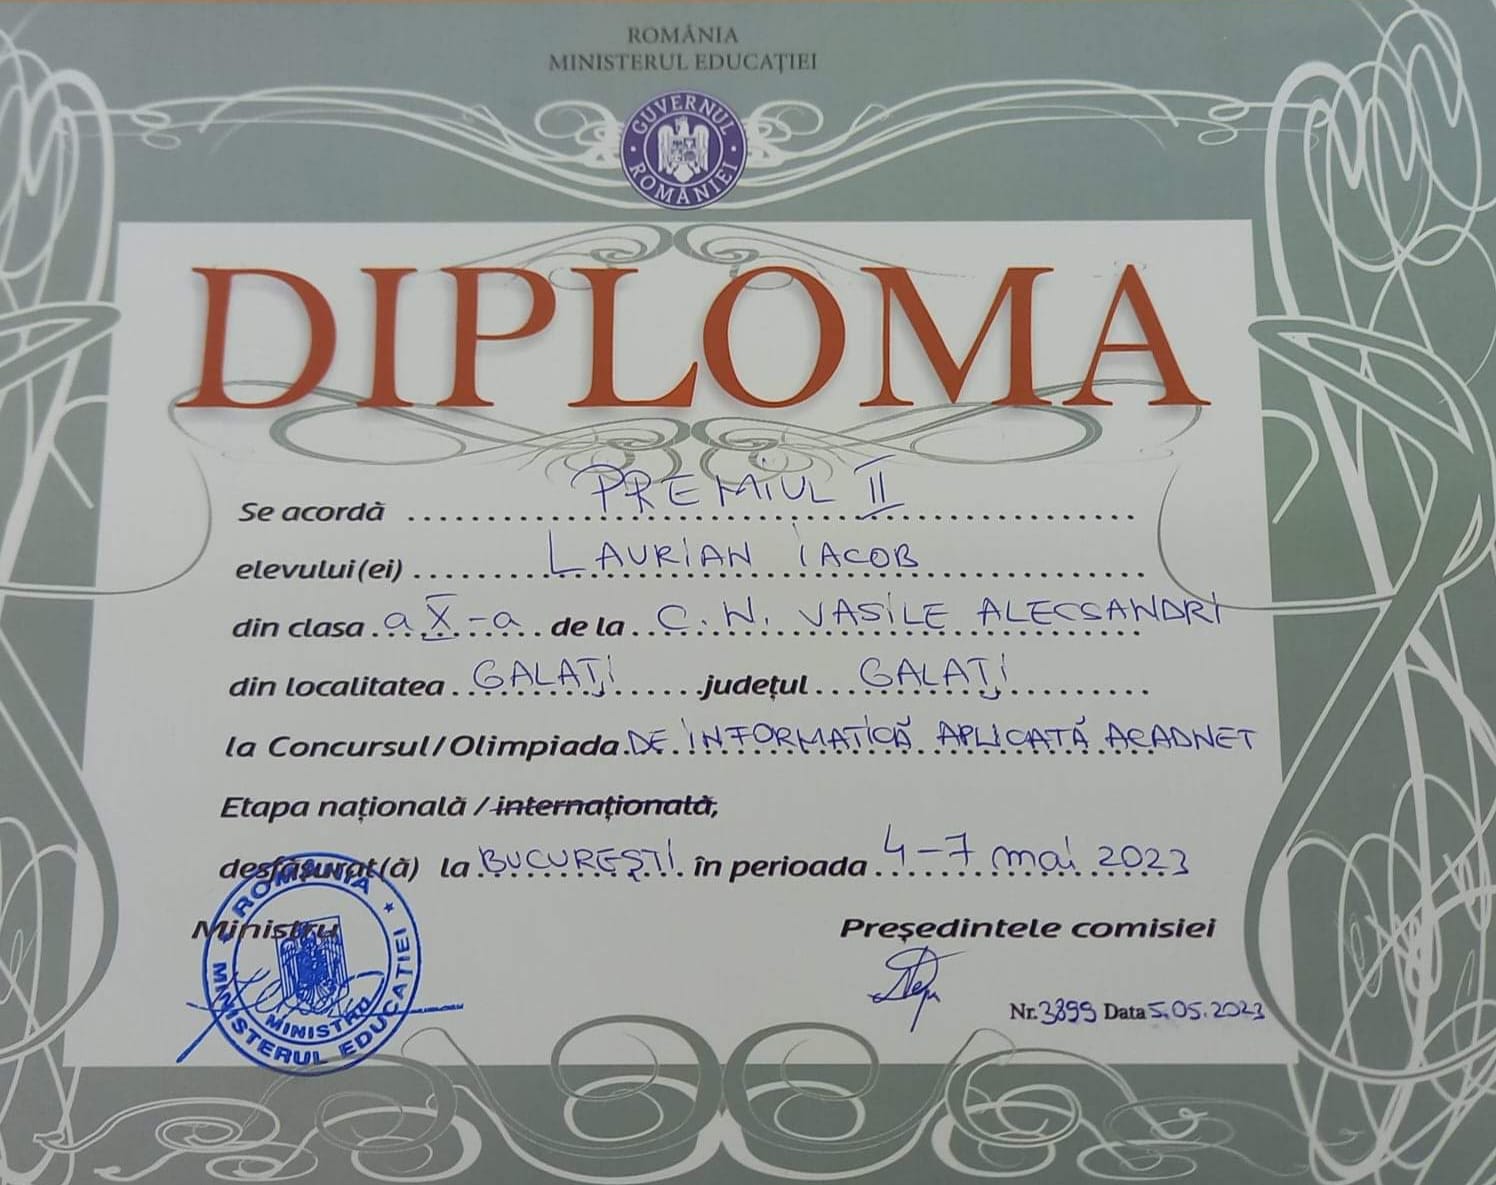 ROMÂNIA
MINISTERUL EDUCAȚIEI
GUVERNUL ROMÂNIEI
DIPLOMA
Se acordă PREMIUL II
elevului(ei) LAURIAN IACOB
din clasa a X-a de la C.N. VASILE ALECSANDRI
din localitatea GALAȚI județul GALAȚI
la Concursul/Olimpiada DE INFORMATICĂ APLICATĂ ACADNET
Etapa națională / internațională,
desfășurat(ă) la BUCUREȘTI în perioada 4-7 mai 2023
Ministru Președintele comisiei
ROMÂNIA
MINISTERUL EDUCAȚIEI
MINISTRU
Nr. 3899 Data 5.05.2023